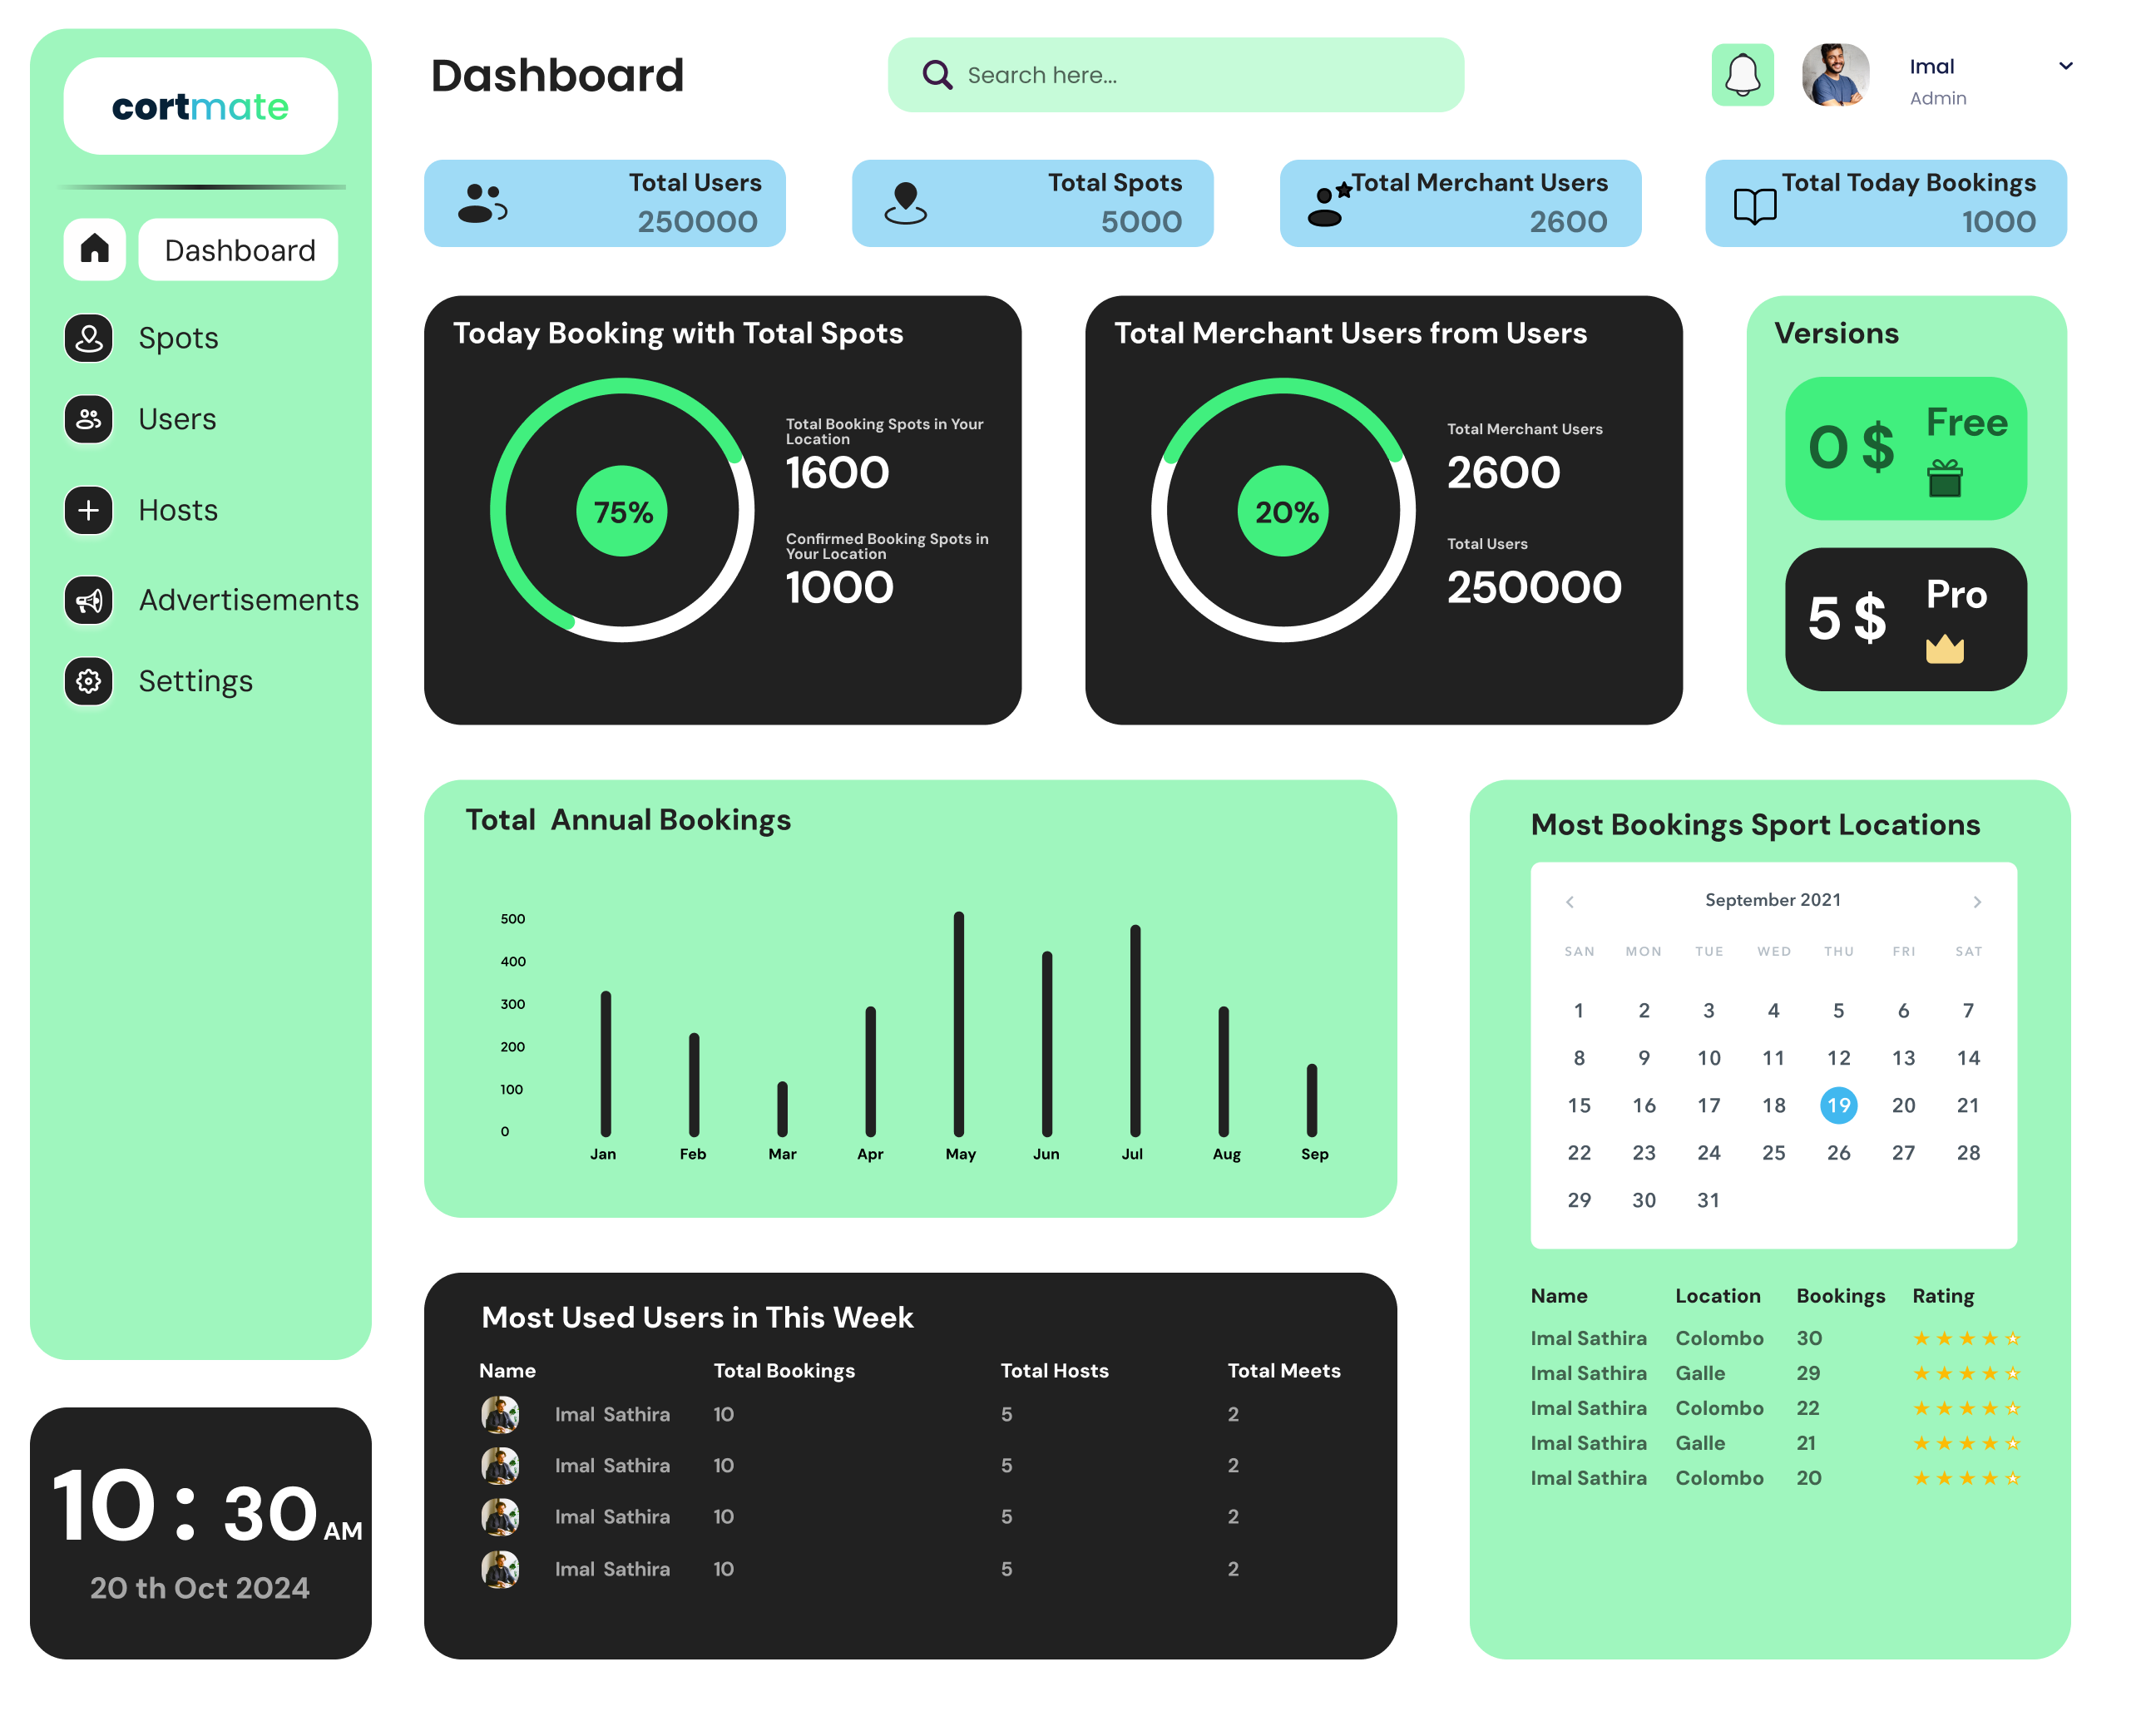 cortmate
Dashboard
Spots
Users
Hosts
Advertisements
Settings
10 : 30 AM
20 th Oct 2024
Dashboard
Search here...
Imal
Admin
Total Users
250000
Total Spots
5000
Total Merchant Users
2600
Total Today Bookings
1000
Today Booking with Total Spots
75%
Total Booking Spots in Your
Location
1600
Confirmed Booking Spots in
Your Location
1000
Total Merchant Users from Users
20%
Total Merchant Users
2600
Total Users
250000
Versions
0 $ Free
5 $ Pro
Total Annual Bookings
500
400
300
200
100
0
Jan Feb Mar Apr May Jun Jul Aug Sep
Most Bookings Sport Locations
September 2021
SAN MON TUE WED THU FRI SAT
1 2 3 4 5 6 7
8 9 10 11 12 13 14
15 16 17 18 19 20 21
22 23 24 25 26 27 28
29 30 31
Name Location Bookings Rating
Imal Sathira Colombo 30
Imal Sathira Galle 29
Imal Sathira Colombo 22
Imal Sathira Galle 21
Imal Sathira Colombo 20
Most Used Users in This Week
Name Total Bookings Total Hosts Total Meets
Imal Sathira 10 5 2
Imal Sathira 10 5 2
Imal Sathira 10 5 2
Imal Sathira 10 5 2